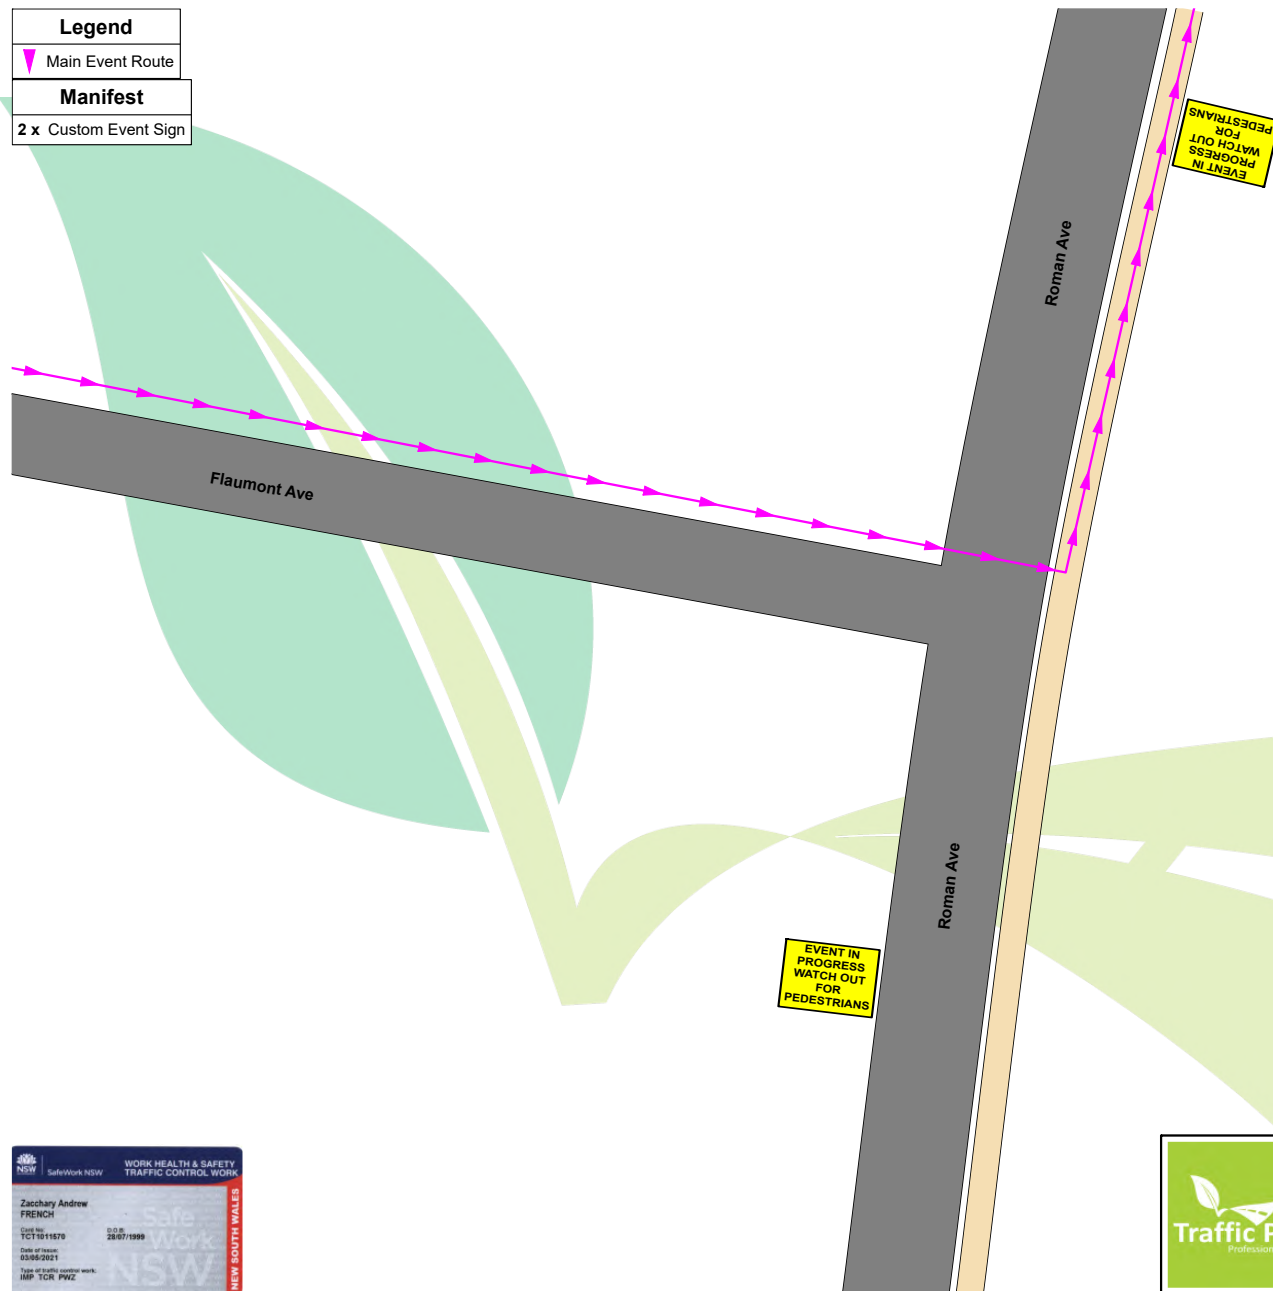 Legend
Main Event Route
Manifest
2 x Custom Event Sign
EVENT IN
PROGRESS
WATCH OUT
FOR
PEDESTRIANS
Roman Ave
Flaumont Ave
Roman Ave
EVENT IN
PROGRESS
WATCH OUT
FOR
PEDESTRIANS
NSW
SafeWork NSW
WORK HEALTH & SAFETY
TRAFFIC CONTROL WORK
Zacchary Andrew
FRENCH
Card No:
TCT1011570
D.O.B:
28/07/1999
Date of Issue:
03/05/2021
Type of traffic control work:
IMP TCR PWZ
Safe
Work
NSW
NEW SOUTH WALES
Traffic